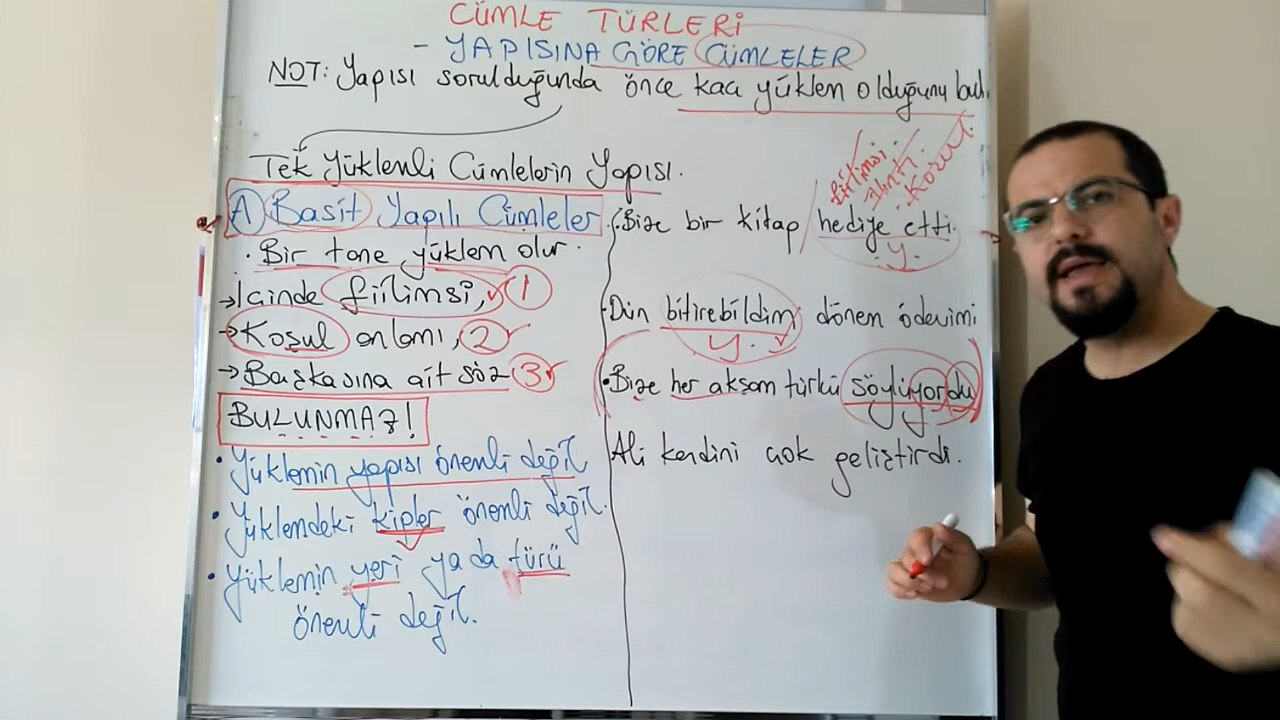 CÜMLE TÜRLERİ
- YAPISINA GÖRE CÜMLELER
NOT: Yapısı sorulduğunda önce kaç yüklem olduğunu bul.
Tek Yüklemli Cümlelerin Yapısı.
A) Basit Yapılı Cümleler
· Bir tane yüklem olur.
→ İçinde fiilimsi, 1
→ Koşul anlamı, 2
→ Başkasına ait söz 3
BULUNMAZ!
· Yüklemin yapısı önemli değil
· Yüklemdeki kipler önemli değil.
· Yüklemin yeri ya da türü
önemli değil.
fiilimsi.
alıntı.
koşul.
· Bize bir kitap / hediye etti.
y.
· Dün bitirebildim dönem ödevimi
y.
· Bize her akşam türkü söylüyordu
y
Ali kendini çok geliştirdi.